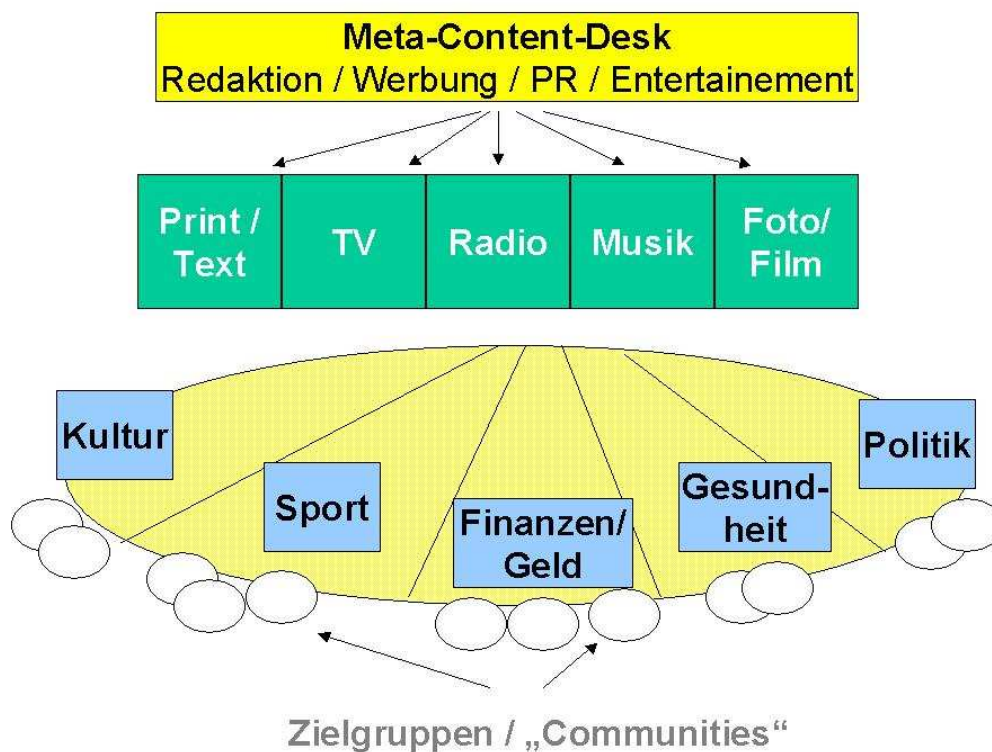 Meta-Content-Desk
Redaktion / Werbung / PR / Entertainement
Print /
Text
TV
Radio
Musik
Foto/
Film
Kultur
Sport
Finanzen/
Geld
Gesund-
heit
Politik
Zielgruppen / „Communities“